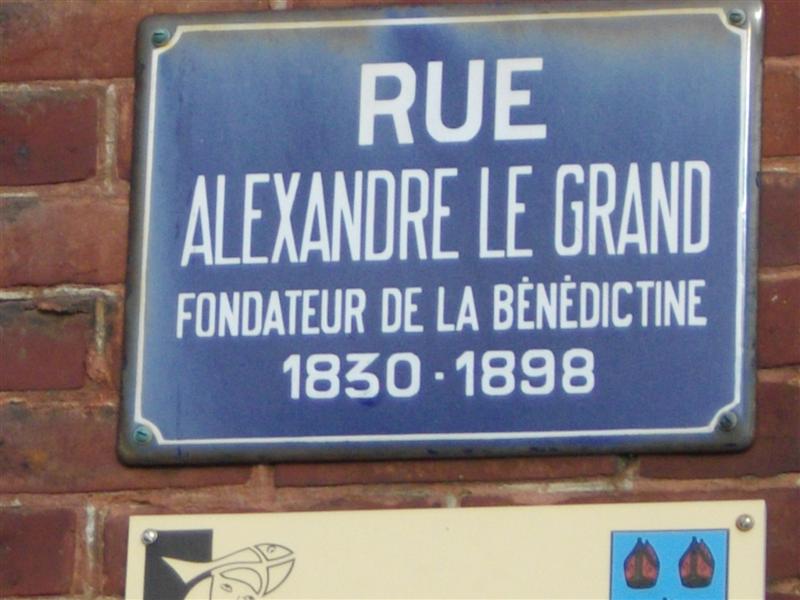 RUE
ALEXANDRE LE GRAND
FONDATEUR DE LA BÉNÉDICTINE
1830 · 1898